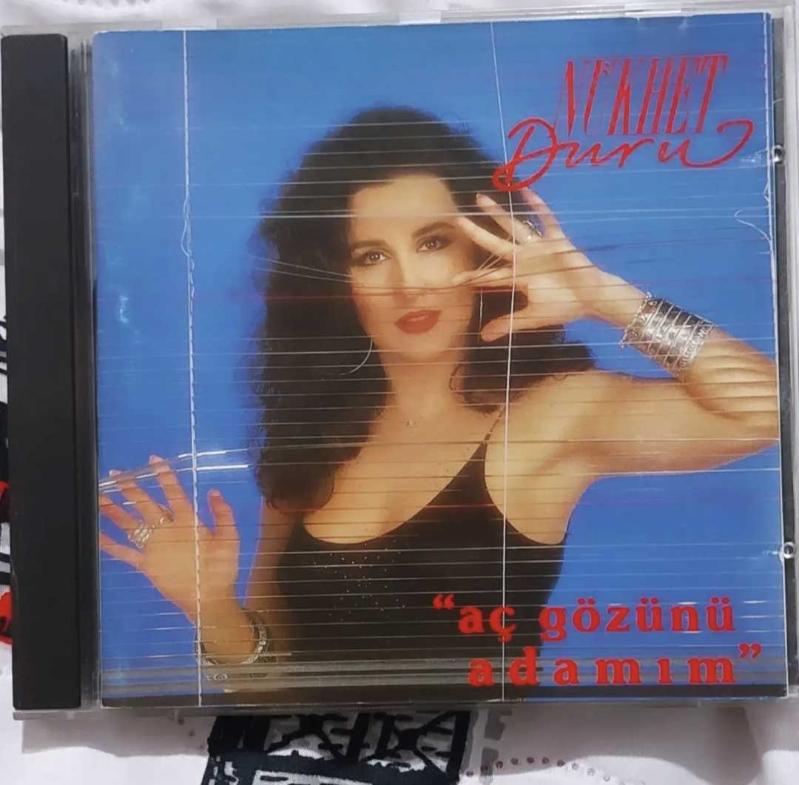 NÜKHET
Duru
“aç gözünü
adamım”